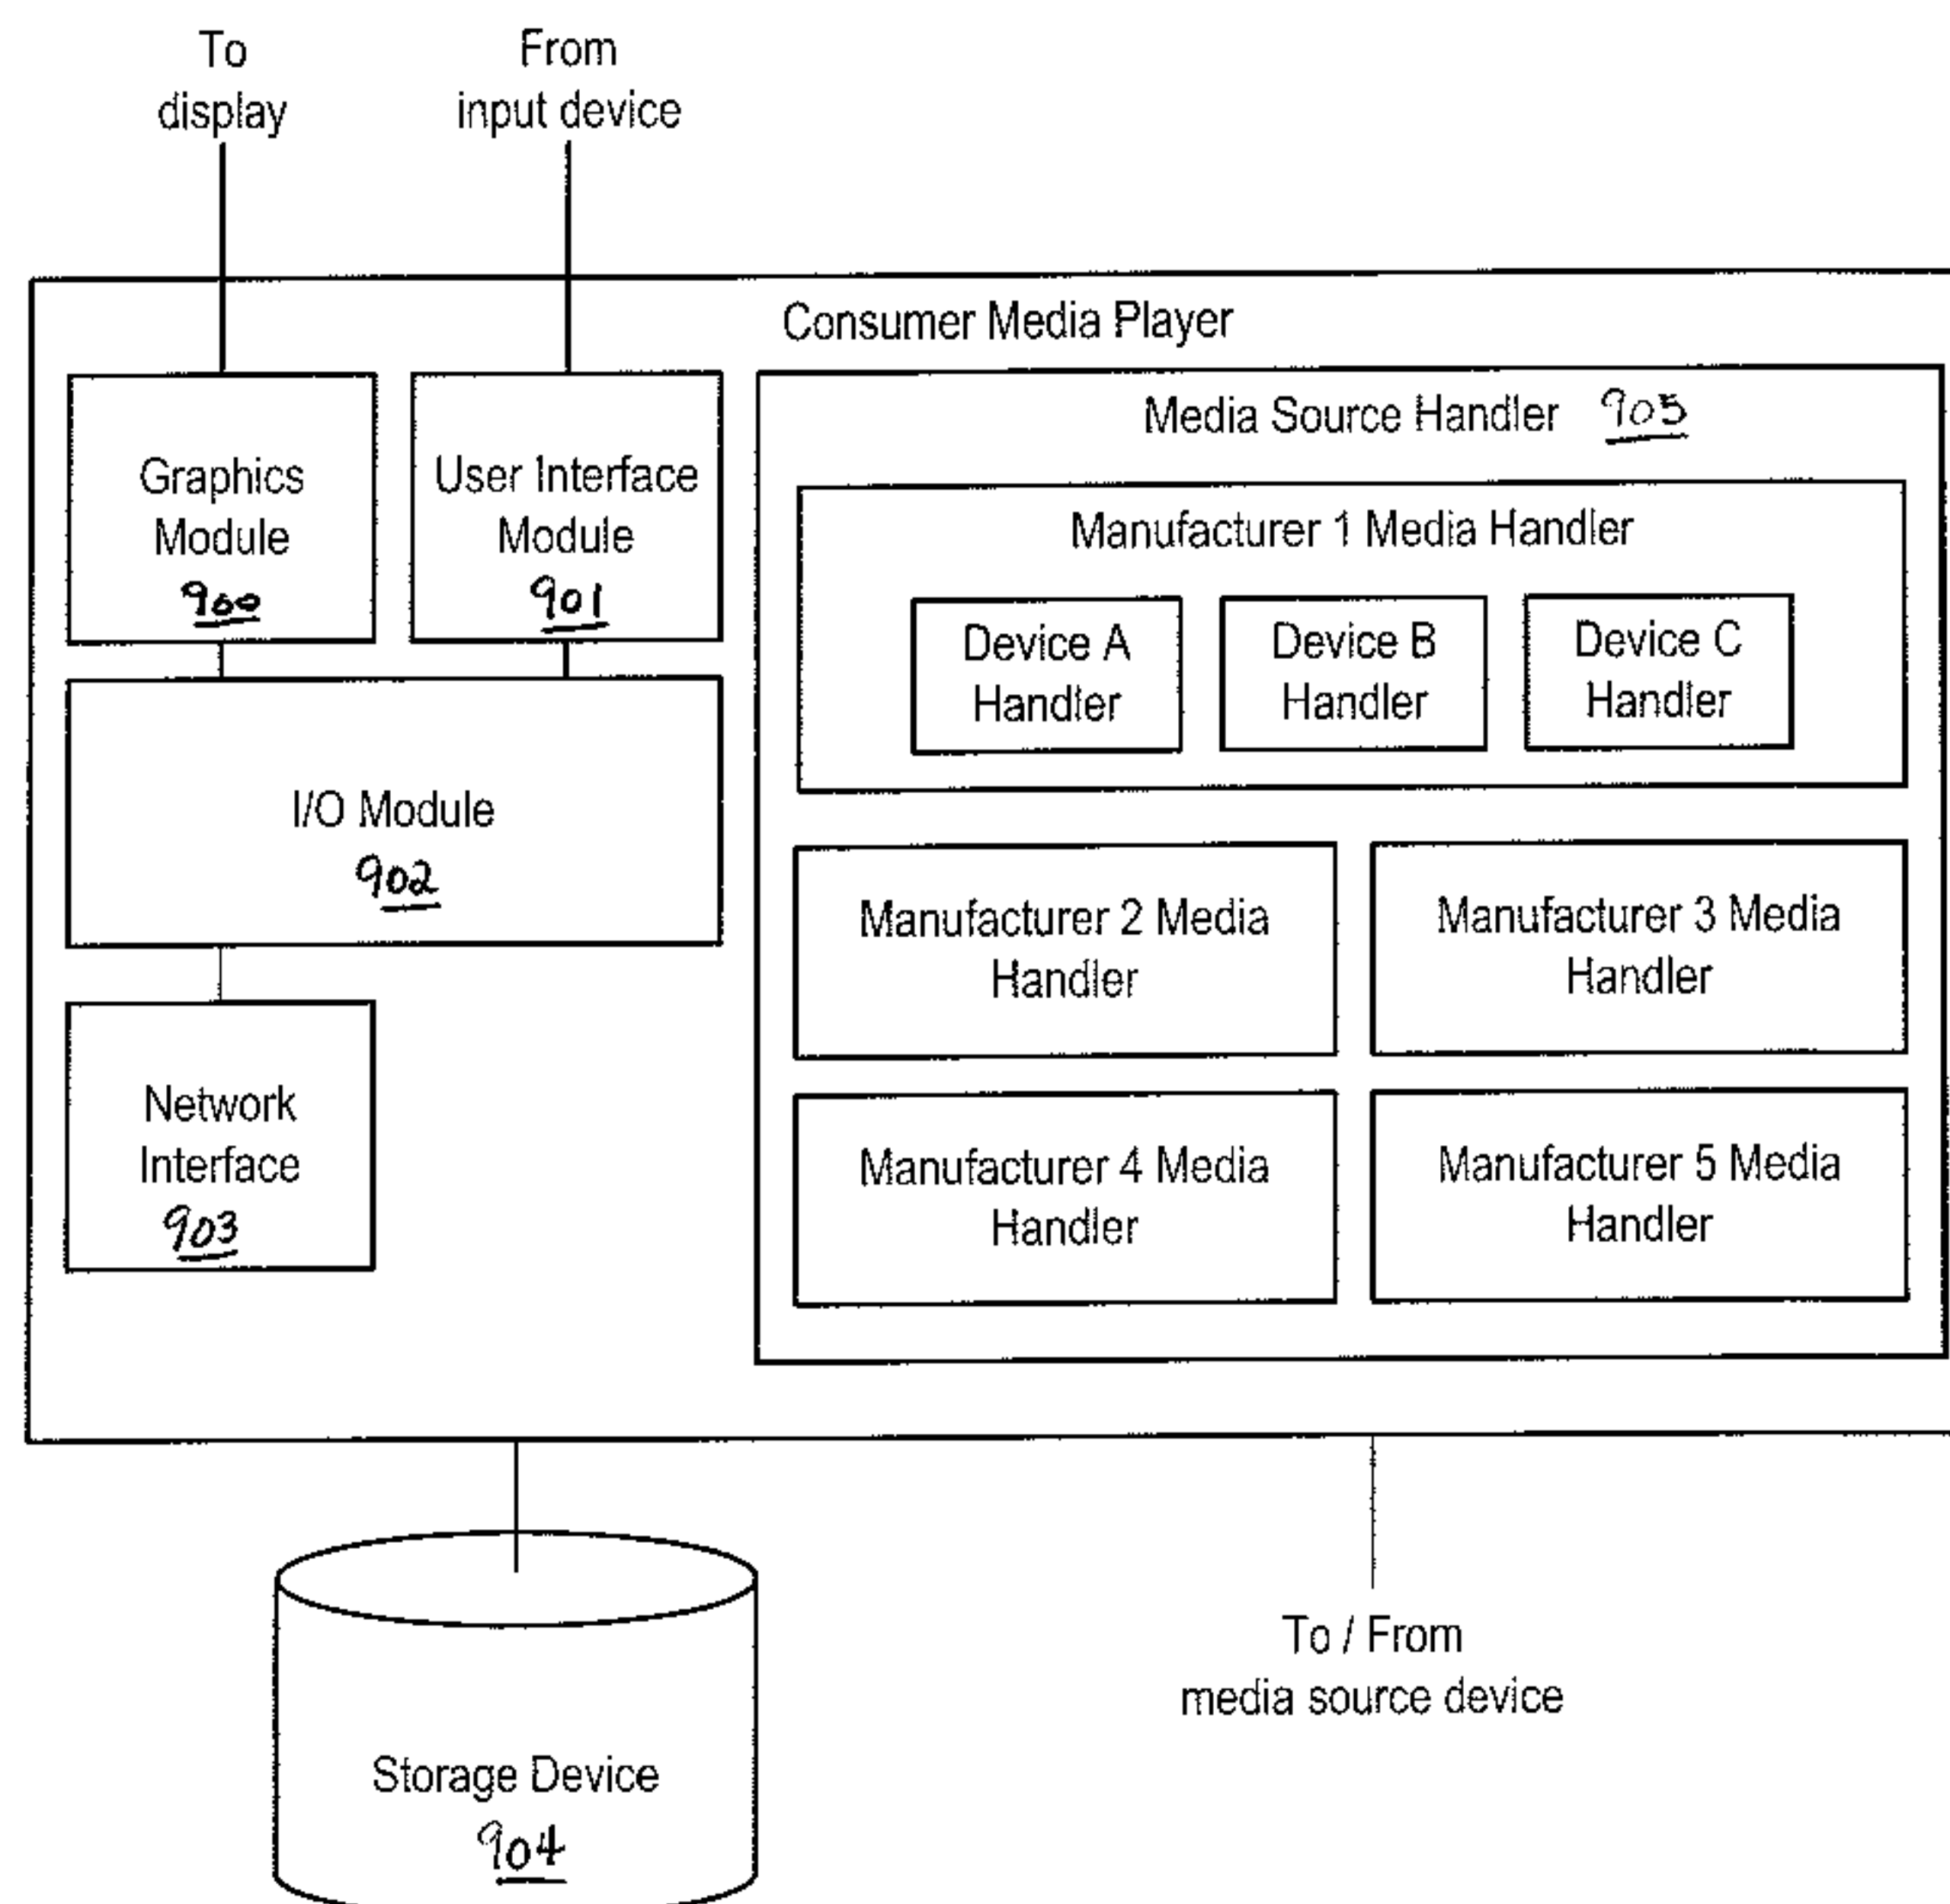 To
display
From
input device
Consumer Media Player
Graphics
Module
900
User Interface
Module
901
I/O Module
902
Network
Interface
903
Media Source Handler 905
Manufacturer 1 Media Handler
Device A
Handler
Device B
Handler
Device C
Handler
Manufacturer 2 Media
Handler
Manufacturer 3 Media
Handler
Manufacturer 4 Media
Handler
Manufacturer 5 Media
Handler
Storage Device
904
To / From
media source device